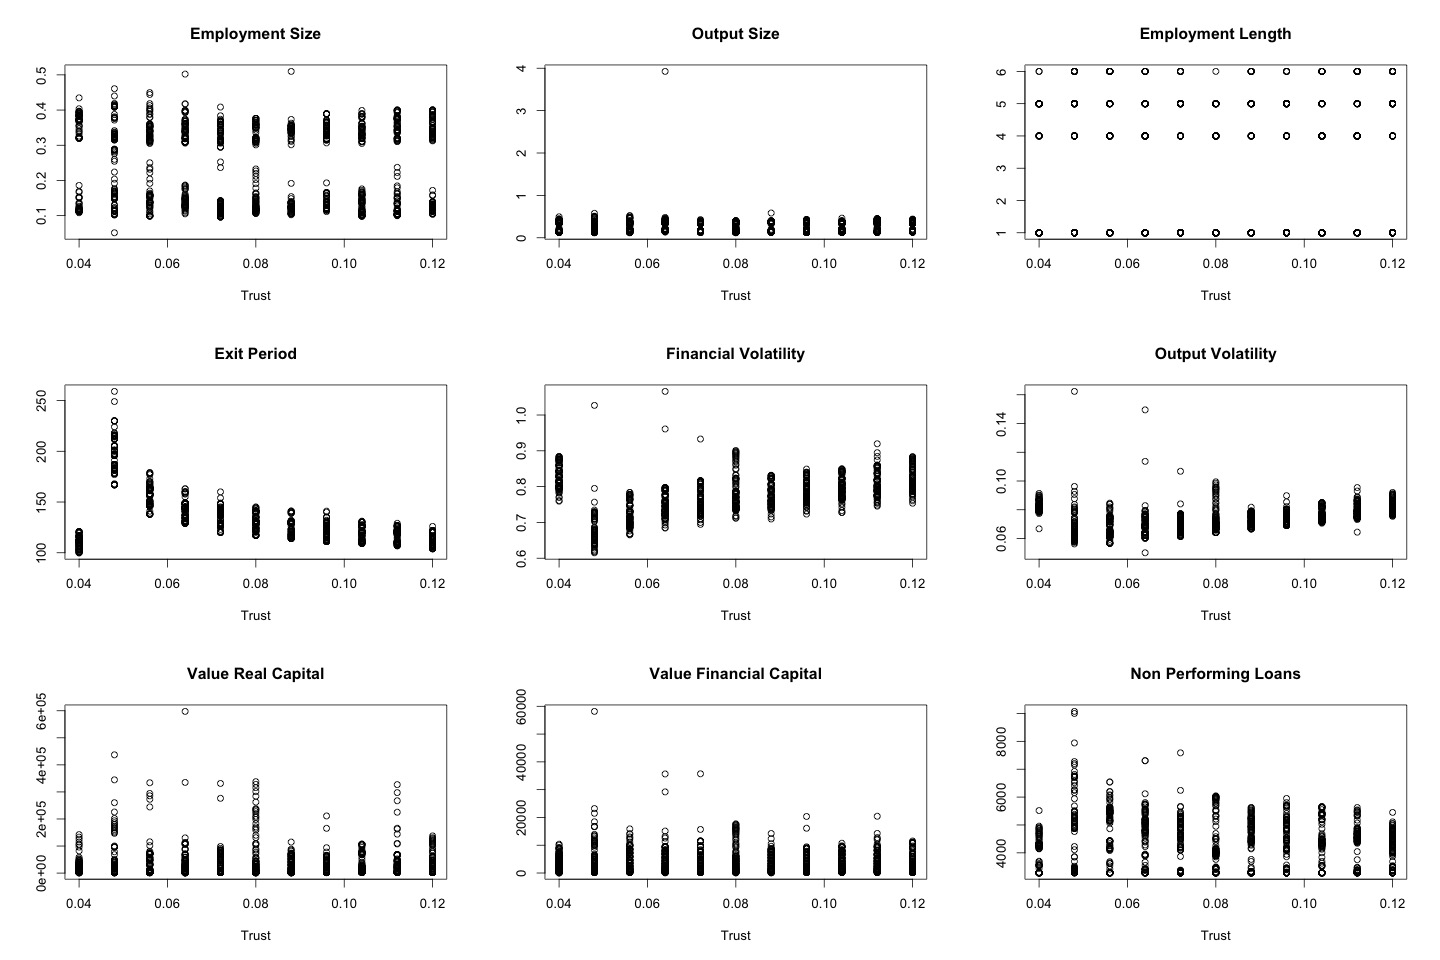 Employment Size
Output Size
Employment Length
0.1 0.2 0.3 0.4 0.5
0.04 0.06 0.08 0.10 0.12
Trust
0 1 2 3 4
0.04 0.06 0.08 0.10 0.12
Trust
1 2 3 4 5 6
0.04 0.06 0.08 0.10 0.12
Trust
Exit Period
Financial Volatility
Output Volatility
100 150 200 250
0.04 0.06 0.08 0.10 0.12
Trust
0.6 0.7 0.8 0.9 1.0
0.04 0.06 0.08 0.10 0.12
Trust
0.06 0.10 0.14
0.04 0.06 0.08 0.10 0.12
Trust
Value Real Capital
Value Financial Capital
Non Performing Loans
0e+00 2e+05 4e+05 6e+05
0.04 0.06 0.08 0.10 0.12
Trust
0 20000 40000 60000
0.04 0.06 0.08 0.10 0.12
Trust
4000 6000 8000
0.04 0.06 0.08 0.10 0.12
Trust